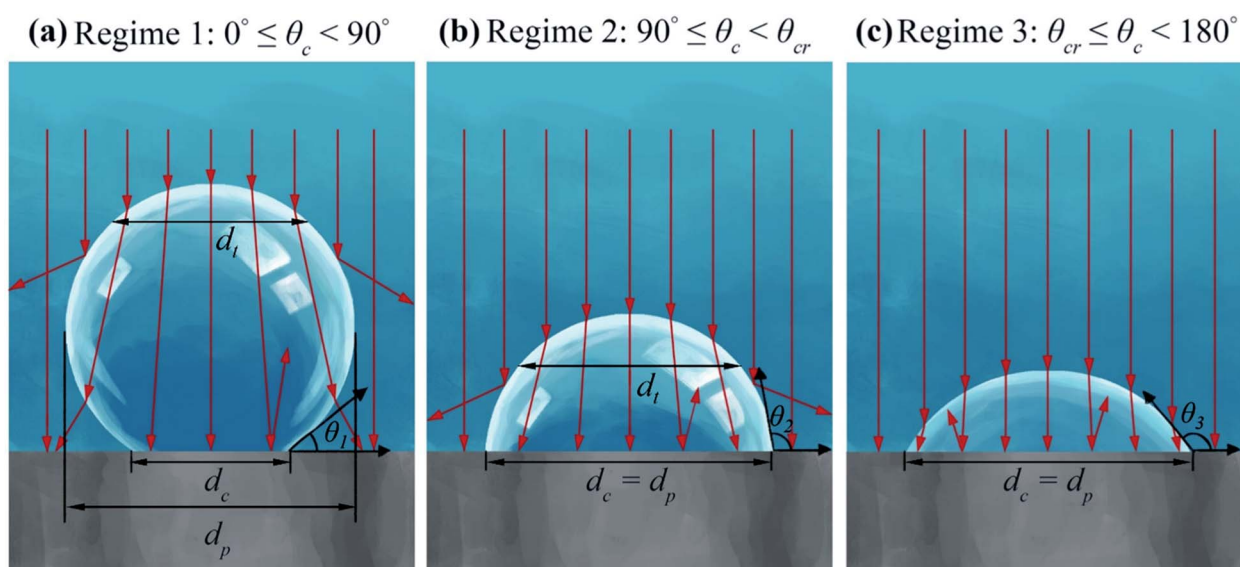 (a) Regime 1: 0° ≤ θc < 90°
(b) Regime 2: 90° ≤ θc < θcr
(c) Regime 3: θcr ≤ θc < 180°
dt
θ1
dc
dp
dt
θ2
dc = dp
θ3
dc = dp